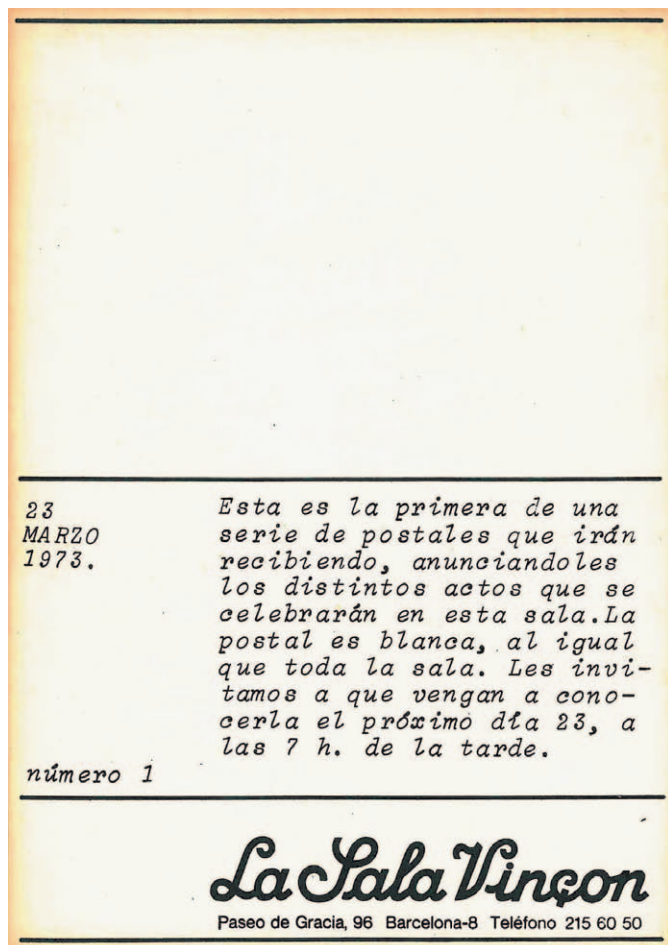 23
MARZO
1973.
Esta es la primera de una
serie de postales que irán
recibiendo, anunciandoles
los distintos actos que se
celebrarán en esta sala.La
postal es blanca, al igual
que toda la sala. Les invi-
tamos a que vengan a cono-
cerla el próximo día 23, a
las 7 h. de la tarde.
número 1
La Sala Vinçon
Paseo de Gracia, 96 Barcelona-8 Teléfono 215 60 50